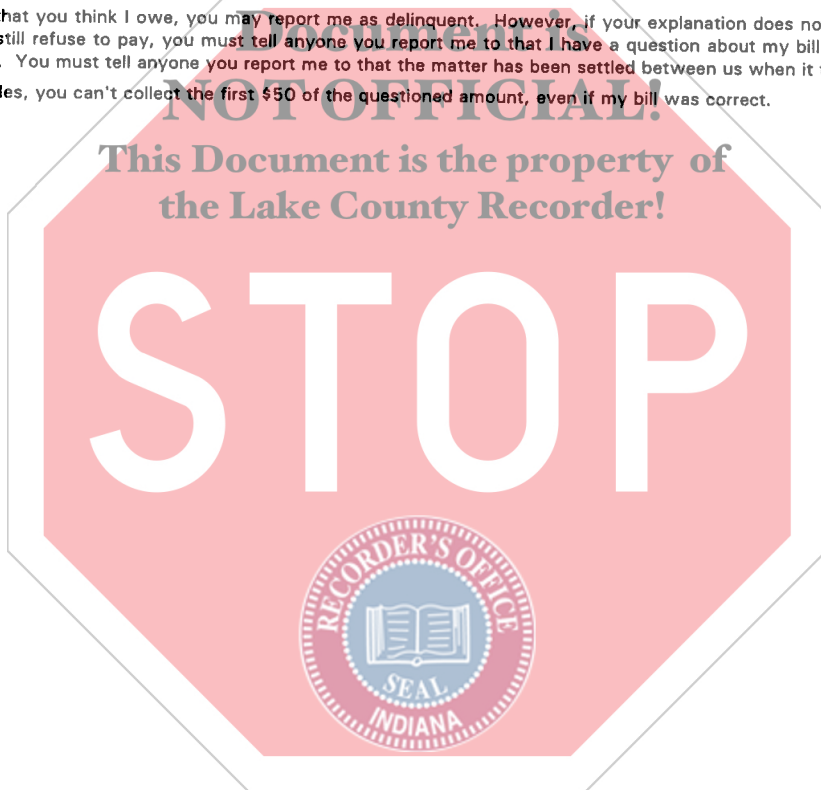 that you think I owe, you may report me as delinquent. However, if your explanation does no
still refuse to pay, you must tell anyone you report me to that I have a question about my bill
. You must tell anyone you report me to that the matter has been settled between us when it
les, you can't collect the first $50 of the questioned amount, even if my bill was correct.
Document is
NOT OFFICIAL!
This Document is the property of
the Lake County Recorder!
STOP
RECORDER'S OFFICE
SEAL
INDIANA